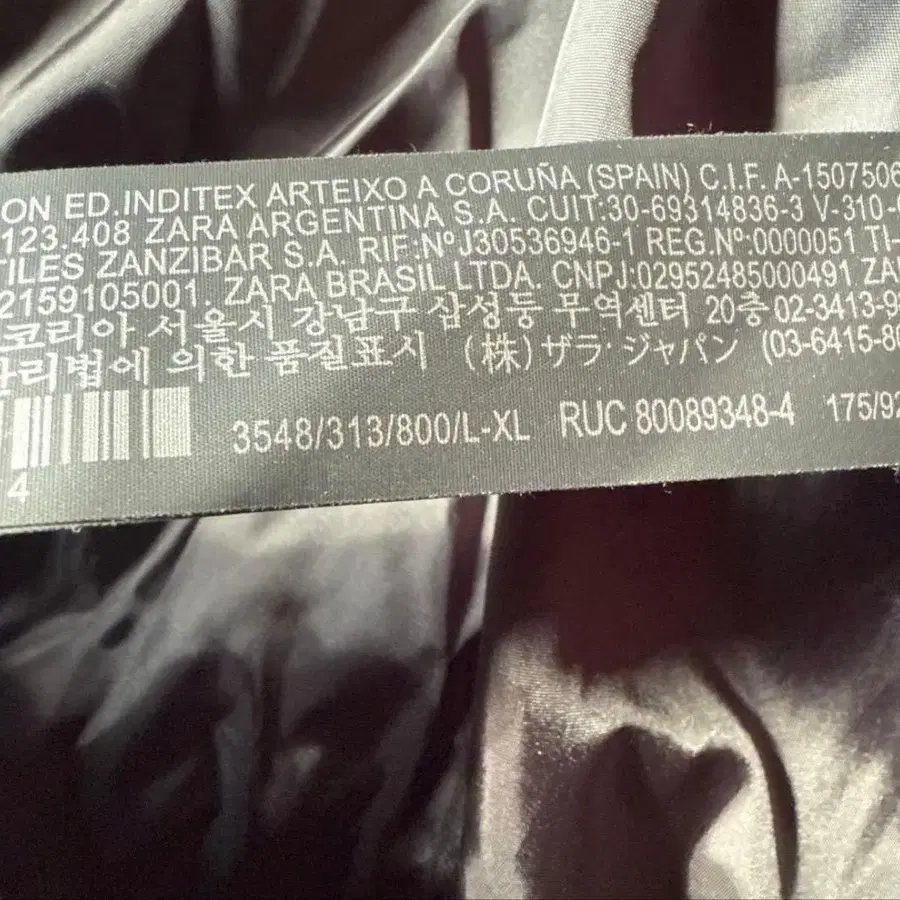 ON ED.INDITEX ARTEIXO A CORUÑA (SPAIN) C.I.F. A-1507506
123.408 ZARA ARGENTINA S.A. CUIT:30-69314836-3 V-310-
TILES ZANZIBAR S.A. RIF:NºJ30536946-1 REG.Nº:0000051 TI-
2159105001. ZARA BRASIL LTDA. CNPJ:02952485000491 ZA
코리아 서울시 강남구 삼성동 무역센터 20층 02-3413-9
관리법에 의한 품질표시 (株)ザラ・ジャパン (03-6415-80
3548/313/800/L-XL RUC 80089348-4 175/92
4